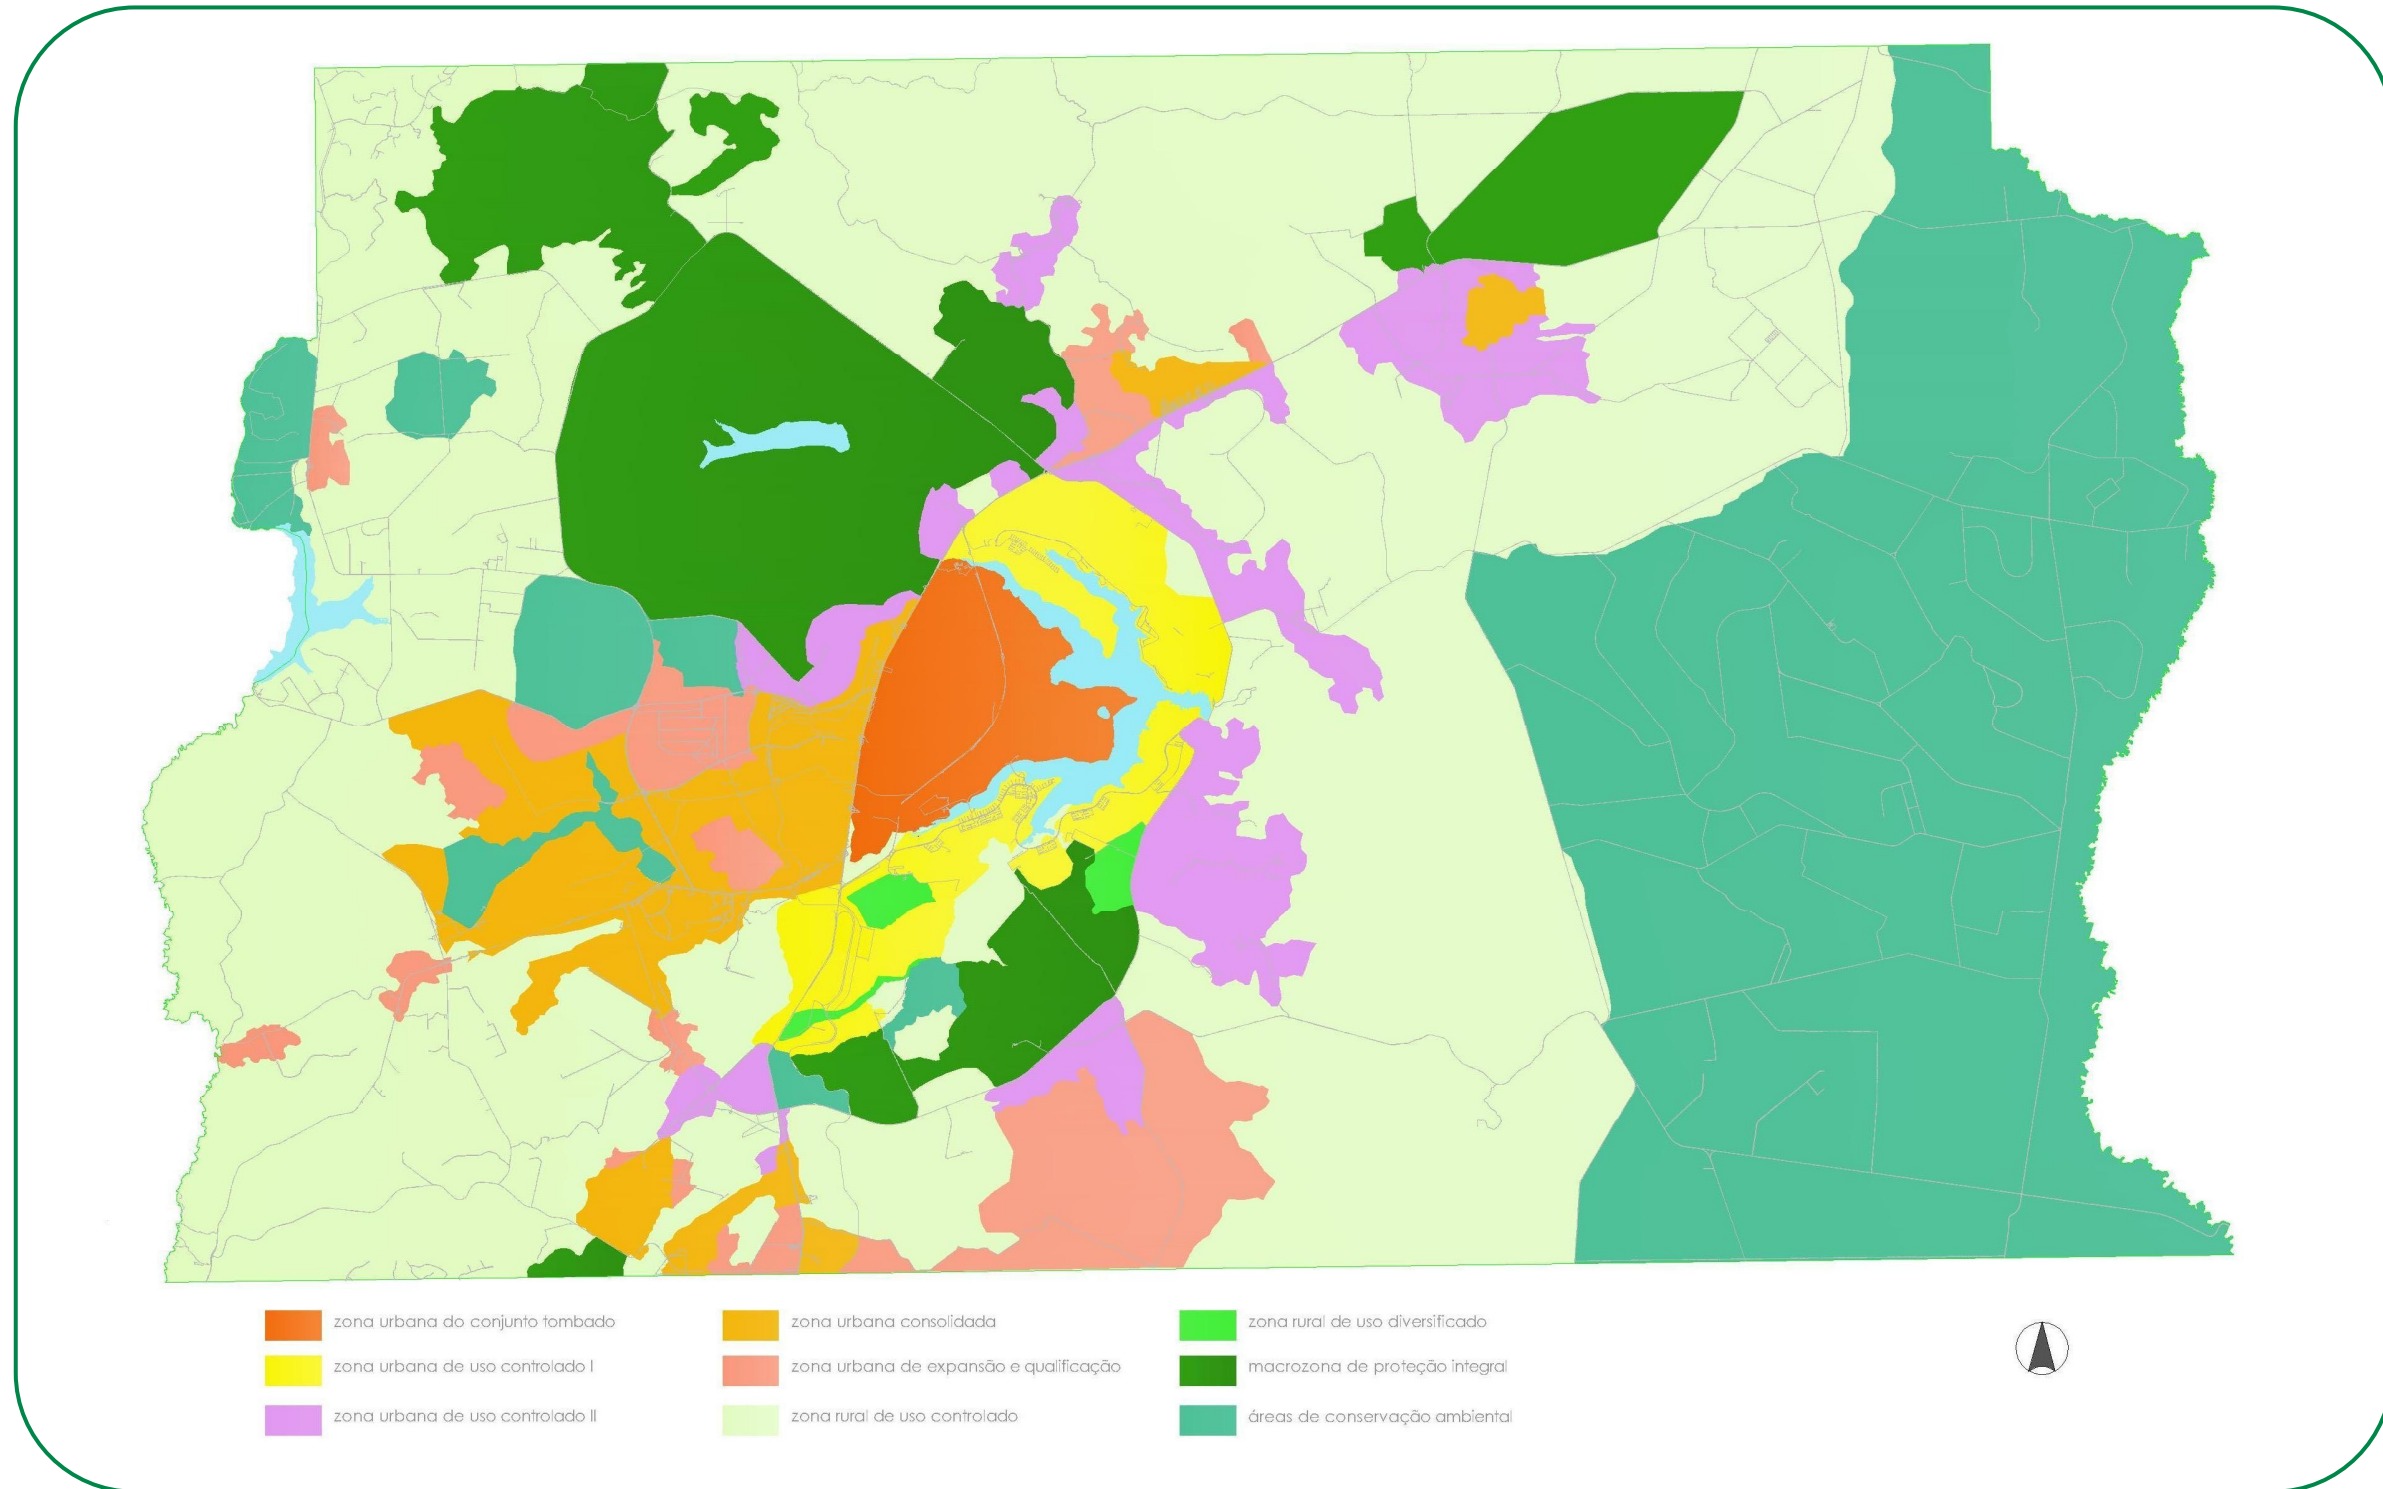 zona urbana do conjunto tombado
zona urbana de uso controlado I
zona urbana de uso controlado II
zona urbana consolidada
zona urbana de expansão e qualificação
zona rural de uso controlado
zona rural de uso diversificado
macrozona de proteção integral
áreas de conservação ambiental